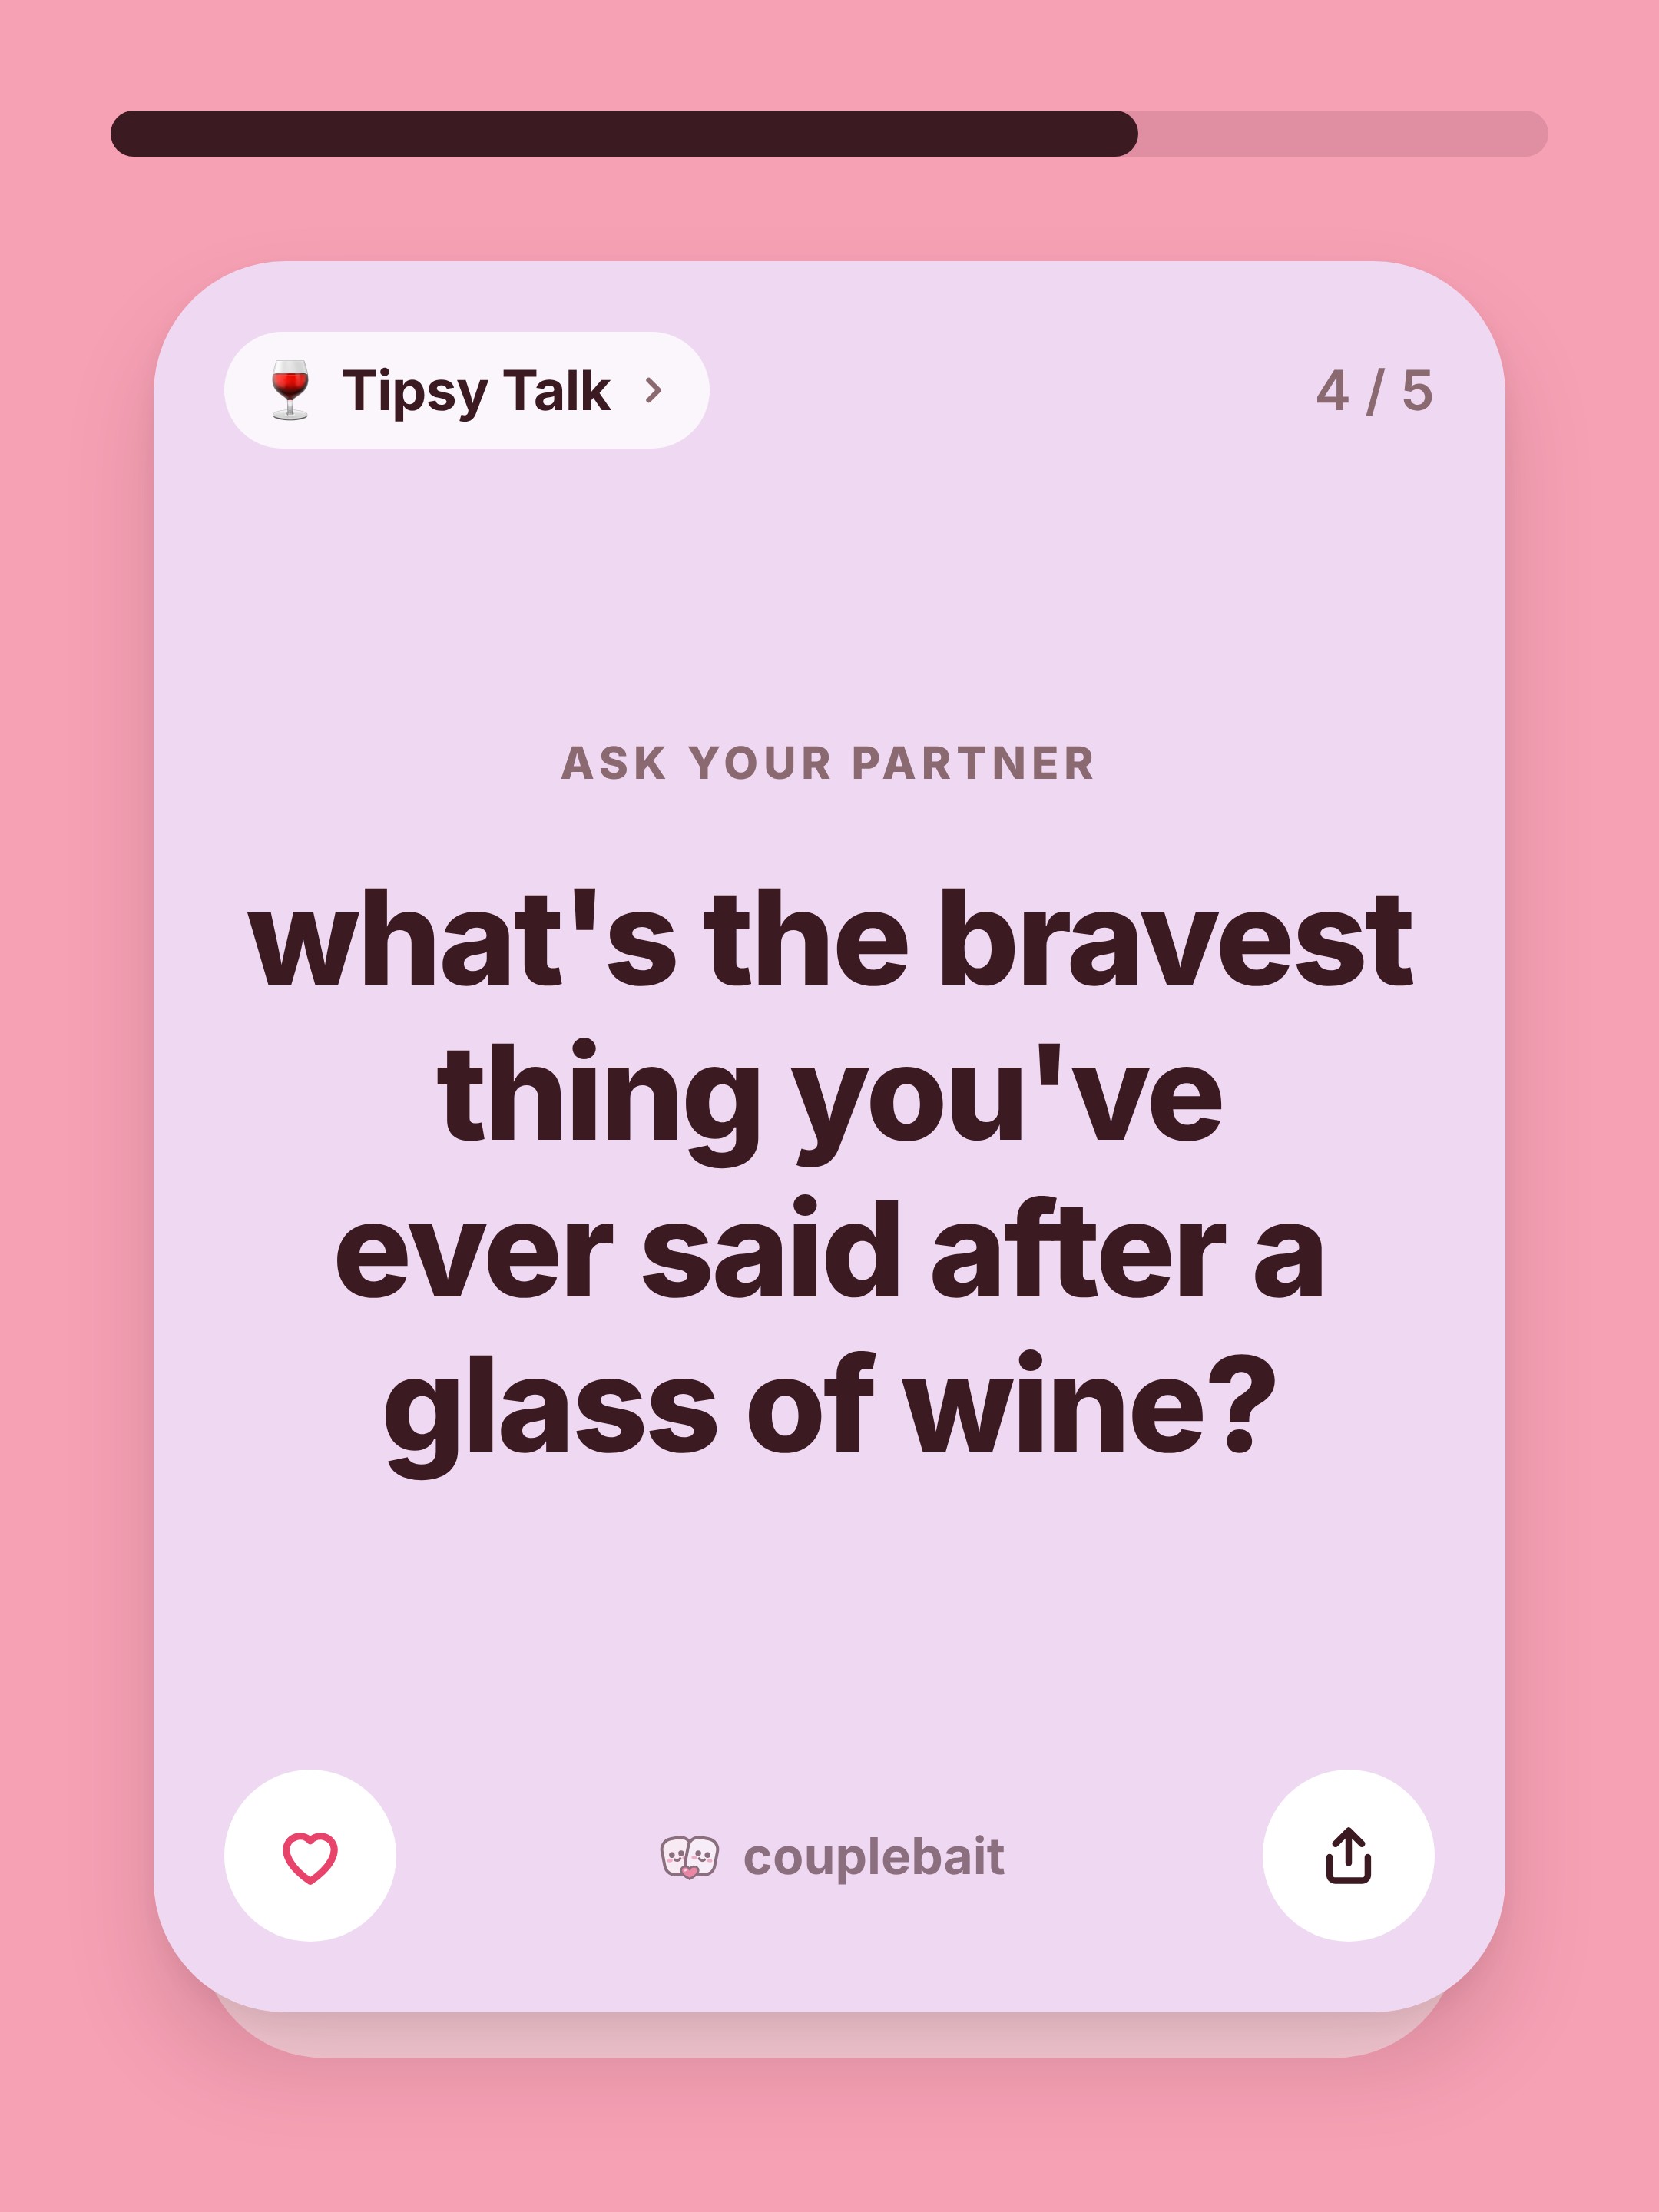 Tipsy Talk
4 / 5
ASK YOUR PARTNER
what's the bravest
thing you've
ever said after a
glass of wine?
couplebait